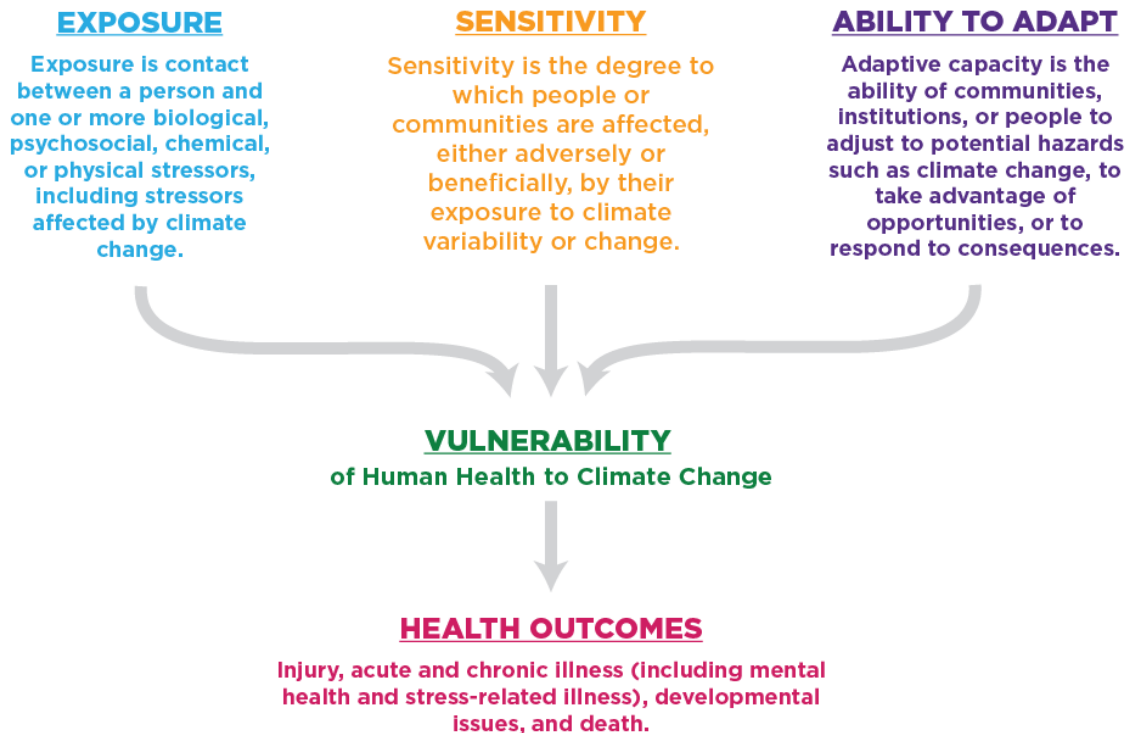 EXPOSURE
Exposure is contact
between a person and
one or more biological,
psychosocial, chemical,
or physical stressors,
including stressors
affected by climate
change.
SENSITIVITY
Sensitivity is the degree to
which people or
communities are affected,
either adversely or
beneficially, by their
exposure to climate
variability or change.
ABILITY TO ADAPT
Adaptive capacity is the
ability of communities,
institutions, or people to
adjust to potential hazards
such as climate change, to
take advantage of
opportunities, or to
respond to consequences.
VULNERABILITY
of Human Health to Climate Change
HEALTH OUTCOMES
Injury, acute and chronic illness (including mental
health and stress-related illness), developmental
issues, and death.